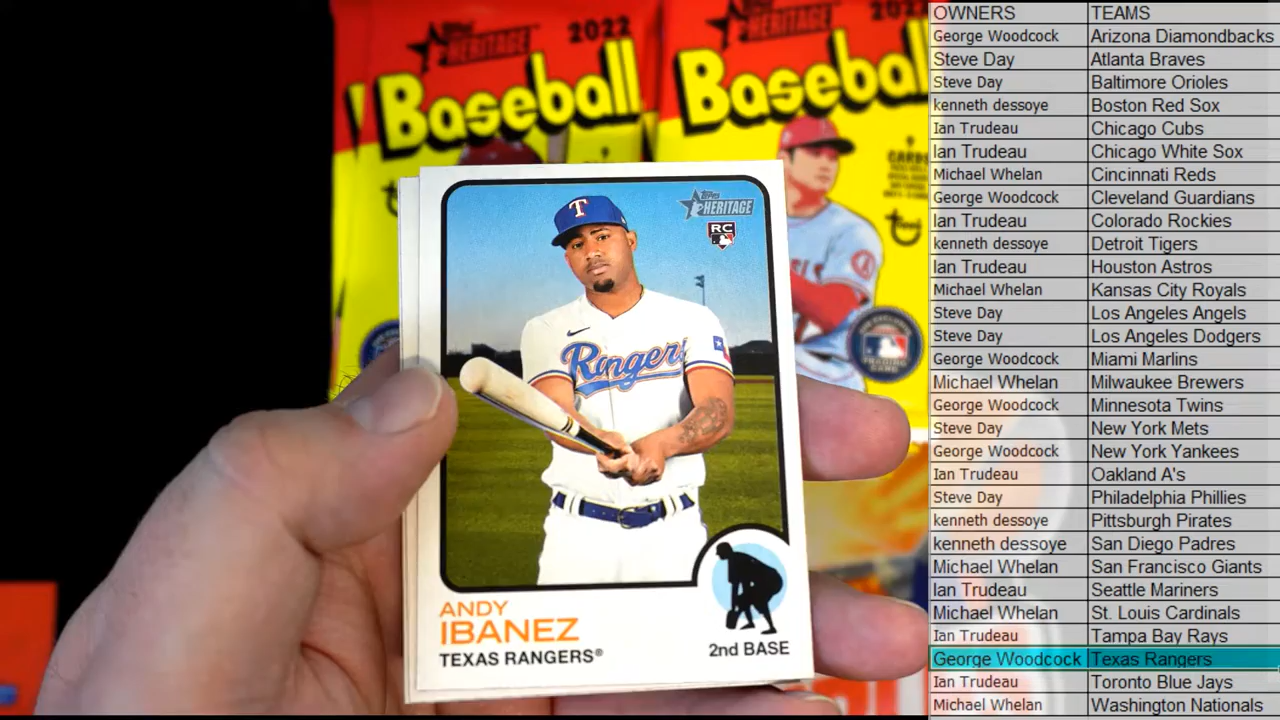 Topps HERITAGE 2022
Baseball
Topps HERITAGE 2022
Baseball
CARDS
T
Topps HERITAGE
RC
Rangers
ANDY
IBANEZ
TEXAS RANGERS®
2nd BASE
OWNERS TEAMS
George Woodcock Arizona Diamondbacks
Steve Day Atlanta Braves
Steve Day Baltimore Orioles
kenneth dessoye Boston Red Sox
Ian Trudeau Chicago Cubs
Ian Trudeau Chicago White Sox
Michael Whelan Cincinnati Reds
George Woodcock Cleveland Guardians
Ian Trudeau Colorado Rockies
kenneth dessoye Detroit Tigers
Ian Trudeau Houston Astros
Michael Whelan Kansas City Royals
Steve Day Los Angeles Angels
Steve Day Los Angeles Dodgers
George Woodcock Miami Marlins
Michael Whelan Milwaukee Brewers
George Woodcock Minnesota Twins
Steve Day New York Mets
George Woodcock New York Yankees
Ian Trudeau Oakland A's
Steve Day Philadelphia Phillies
kenneth dessoye Pittsburgh Pirates
kenneth dessoye San Diego Padres
Michael Whelan San Francisco Giants
Ian Trudeau Seattle Mariners
Michael Whelan St. Louis Cardinals
Ian Trudeau Tampa Bay Rays
George Woodcock Texas Rangers
Ian Trudeau Toronto Blue Jays
Michael Whelan Washington Nationals